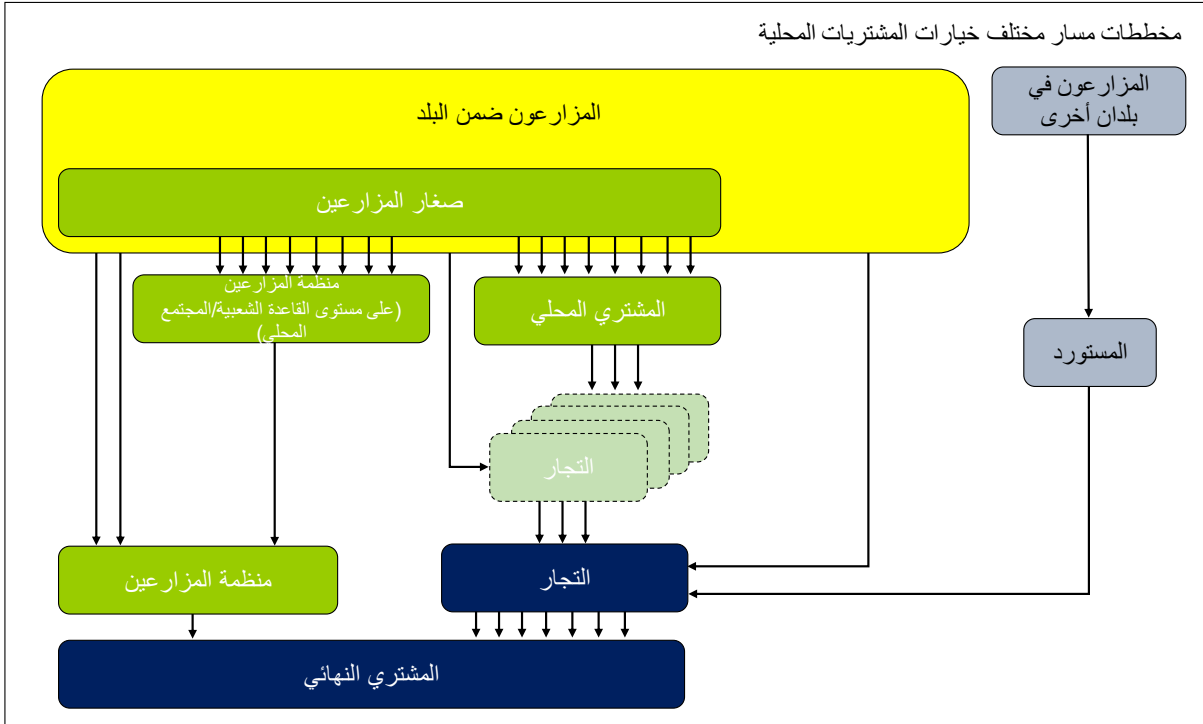 مخططات مسار مختلف خيارات المشتريات المحلية
المزارعون في
بلدان أخرى
المزارعون ضمن البلد
صغار المزارعين
منظمة المزارعين
(على مستوى القاعدة الشعبية/المجتمع
المحلي)
المشتري المحلي
المستورد
التجار
التجار
منظمة المزارعين
المشتري النهائي